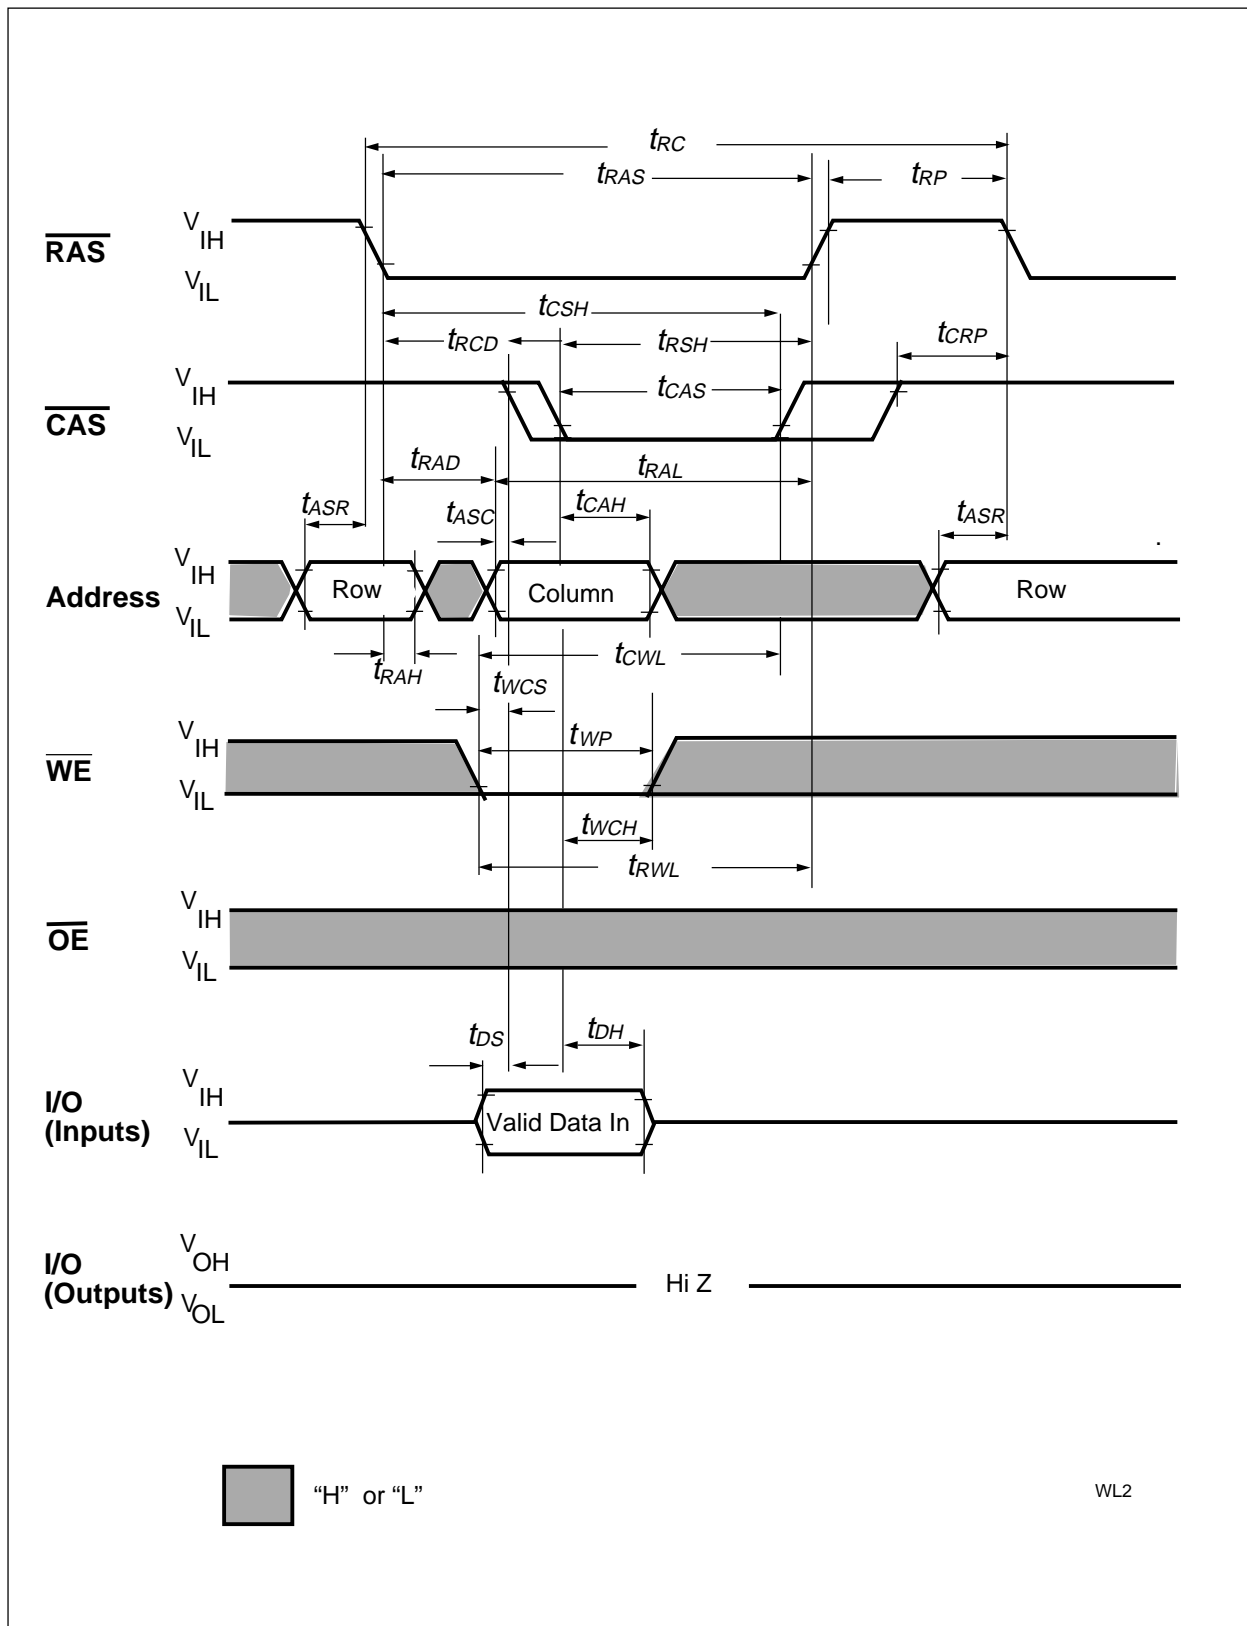 tRC
tRAS
tRP
RAS
VIH
VIL
tCSH
tRCD
tRSH
tCRP
CAS
VIH
VIL
tCAS
tRAD
tRAL
tASR
tASC
tCAH
tASR
Address
VIH
VIL
Row
Column
Row
tRAH
tCWL
tWCS
WE
VIH
VIL
tWP
tWCH
tRWL
OE
VIH
VIL
tDS
tDH
I/O
(Inputs)
VIH
VIL
Valid Data In
I/O
(Outputs)
VOH
VOL
Hi Z
“H” or “L”
WL2